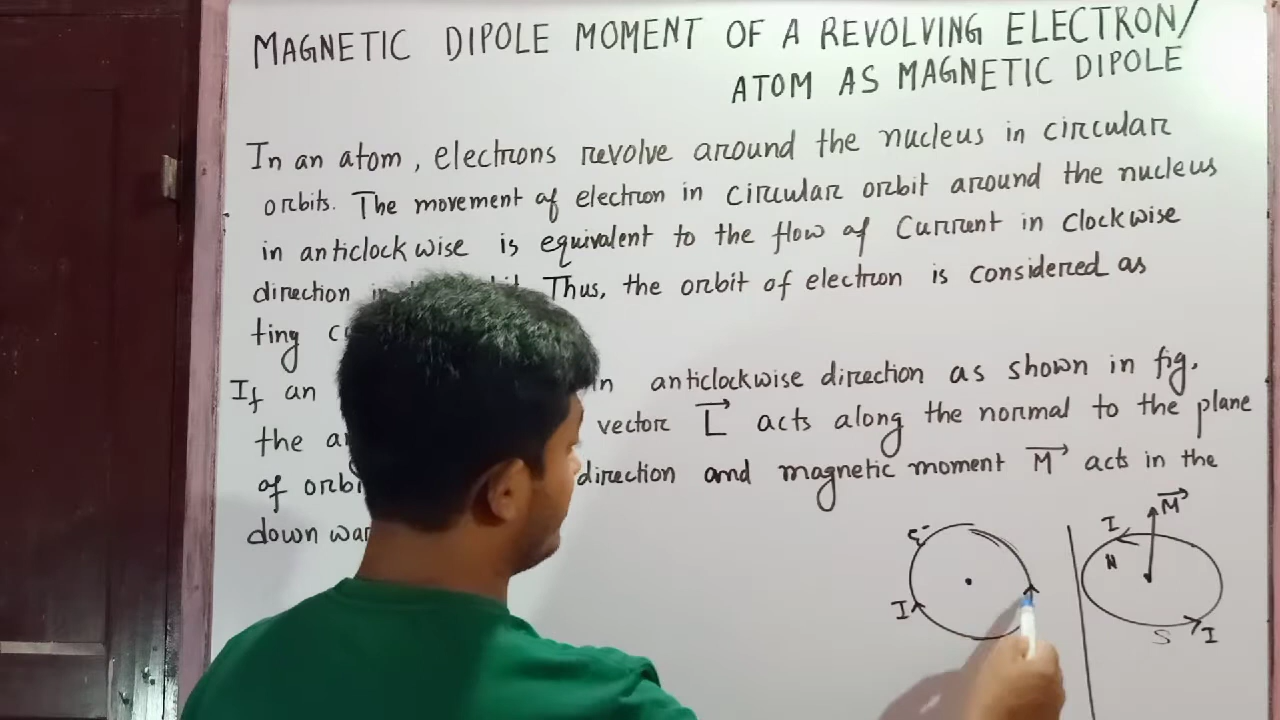 MAGNETIC DIPOLE MOMENT OF A REVOLVING ELECTRON/
ATOM AS MAGNETIC DIPOLE
In an atom, electrons revolve around the nucleus in circular
orbits. The movement of electron in circular orbit around the nucleus
in anticlockwise is equivalent to the flow of Current in clockwise
direction Thus, the orbit of electron is considered as
ting
If an anticlockwise direction as shown in fig.
the vector L acts along the normal to the plane
of direction and magnetic moment M acts in the
down
e-
I
M
I
N
S
I